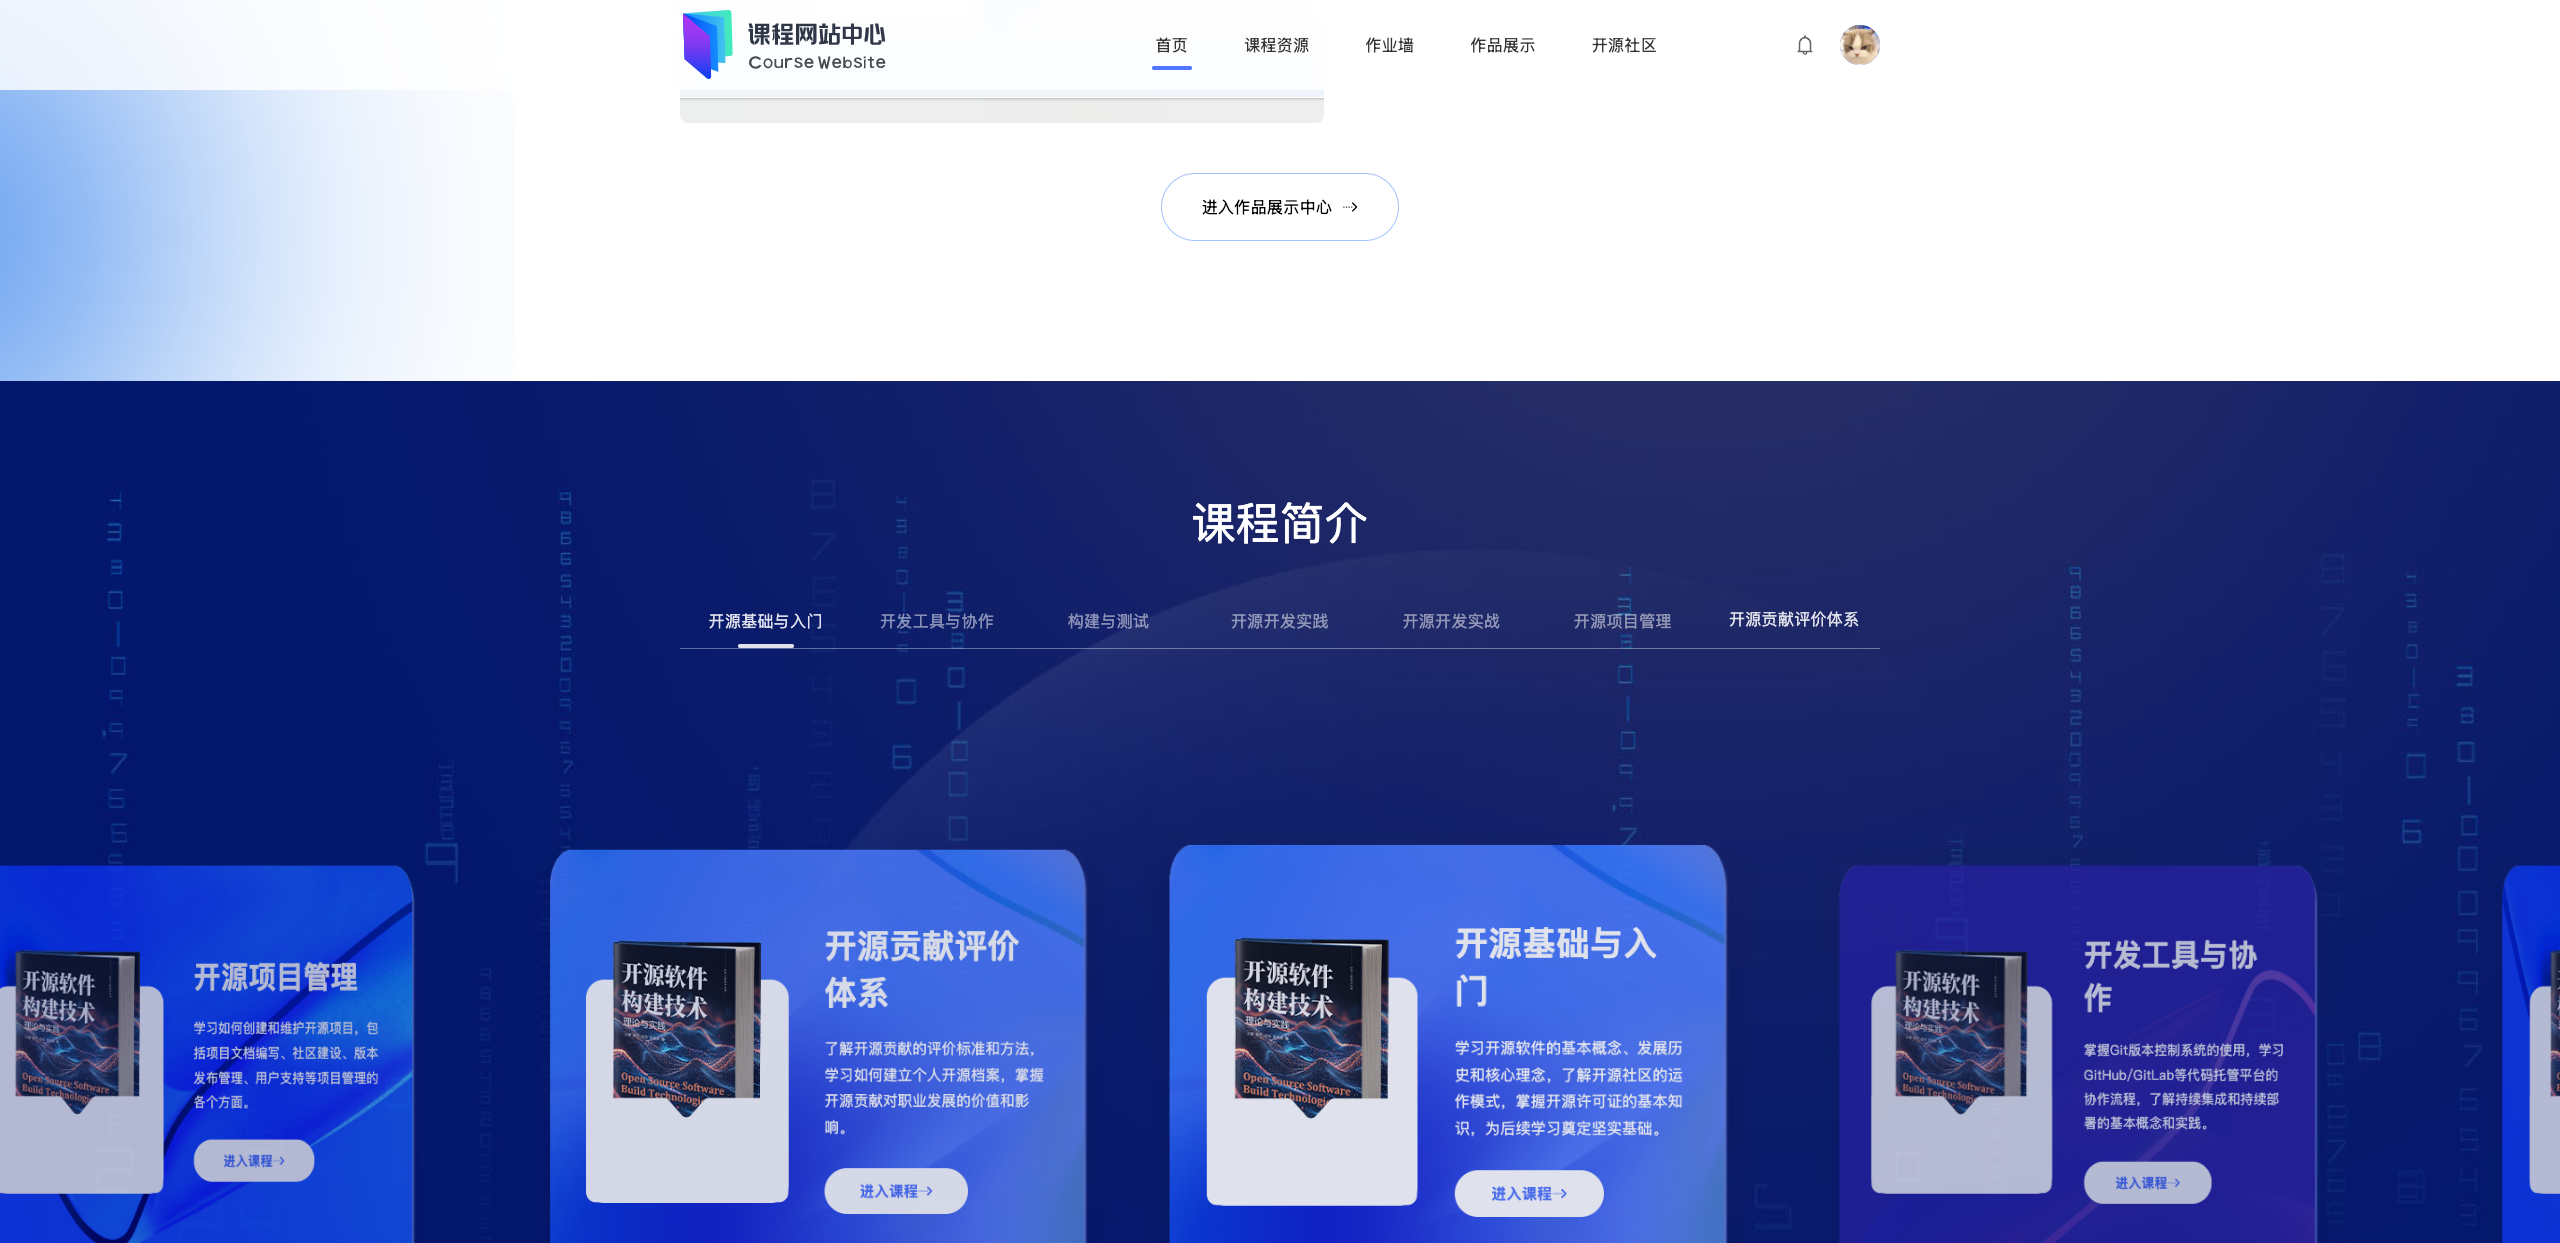 课程网站中心
Course Website
首页
课程资源
作业墙
作品展示
开源社区
进入作品展示中心
课程简介
开源基础与入门
开发工具与协作
构建与测试
开源开发实践
开源开发实战
开源项目管理
开源贡献评价体系
开源软件
构建技术
理论与实践
Open Source Software
Build Technologi
开源项目管理
学习如何创建和维护开源项目，包
括项目文档编写、社区建设、版本
发布管理、用户支持等项目管理的
各个方面。
进入课程
开源软件
构建技术
理论与实践
Open Source Software
Build Technologi
开源贡献评价
体系
了解开源贡献的评价标准和方法，
学习如何建立个人开源档案，掌握
开源贡献对职业发展的价值和影
响。
进入课程
开源软件
构建技术
理论与实践
Open Source Software
Build Technologi
开源基础与入
门
学习开源软件的基本概念、发展历
史和核心理念，了解开源社区的运
作模式，掌握开源许可证的基本知
识，为后续学习奠定坚实基础。
进入课程
开源软件
构建技术
理论与实践
Open Source Software
Build Technologi
开发工具与协
作
掌握Git版本控制系统的使用，学习
GitHub/GitLab等代码托管平台的
协作流程，了解持续集成和持续部
署的基本概念和实践。
进入课程